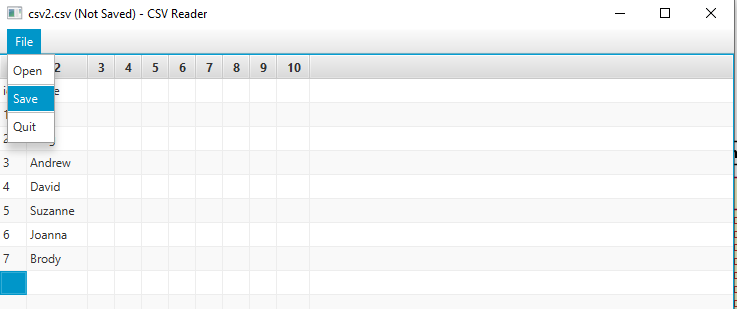 csv2.csv (Not Saved) - CSV Reader
File
Open 2 3 4 5 6 7 8 9 10
Save
Quit
3 Andrew
4 David
5 Suzanne
6 Joanna
7 Brody